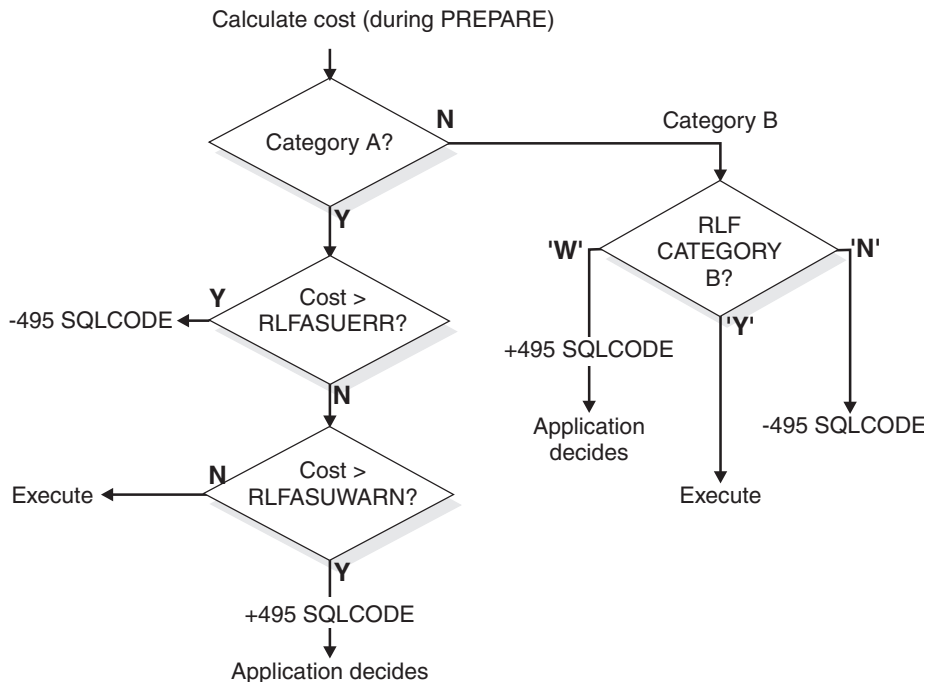 Calculate cost (during PREPARE)
Category A?
N
Category B
Y
RLF
CATEGORY
B?
'W'
'N'
'Y'
Cost >
RLFASUERR?
Y
-495 SQLCODE
N
+495 SQLCODE
Application
decides
-495 SQLCODE
Execute
Cost >
RLFASUWARN?
N
Execute
Y
+495 SQLCODE
Application decides